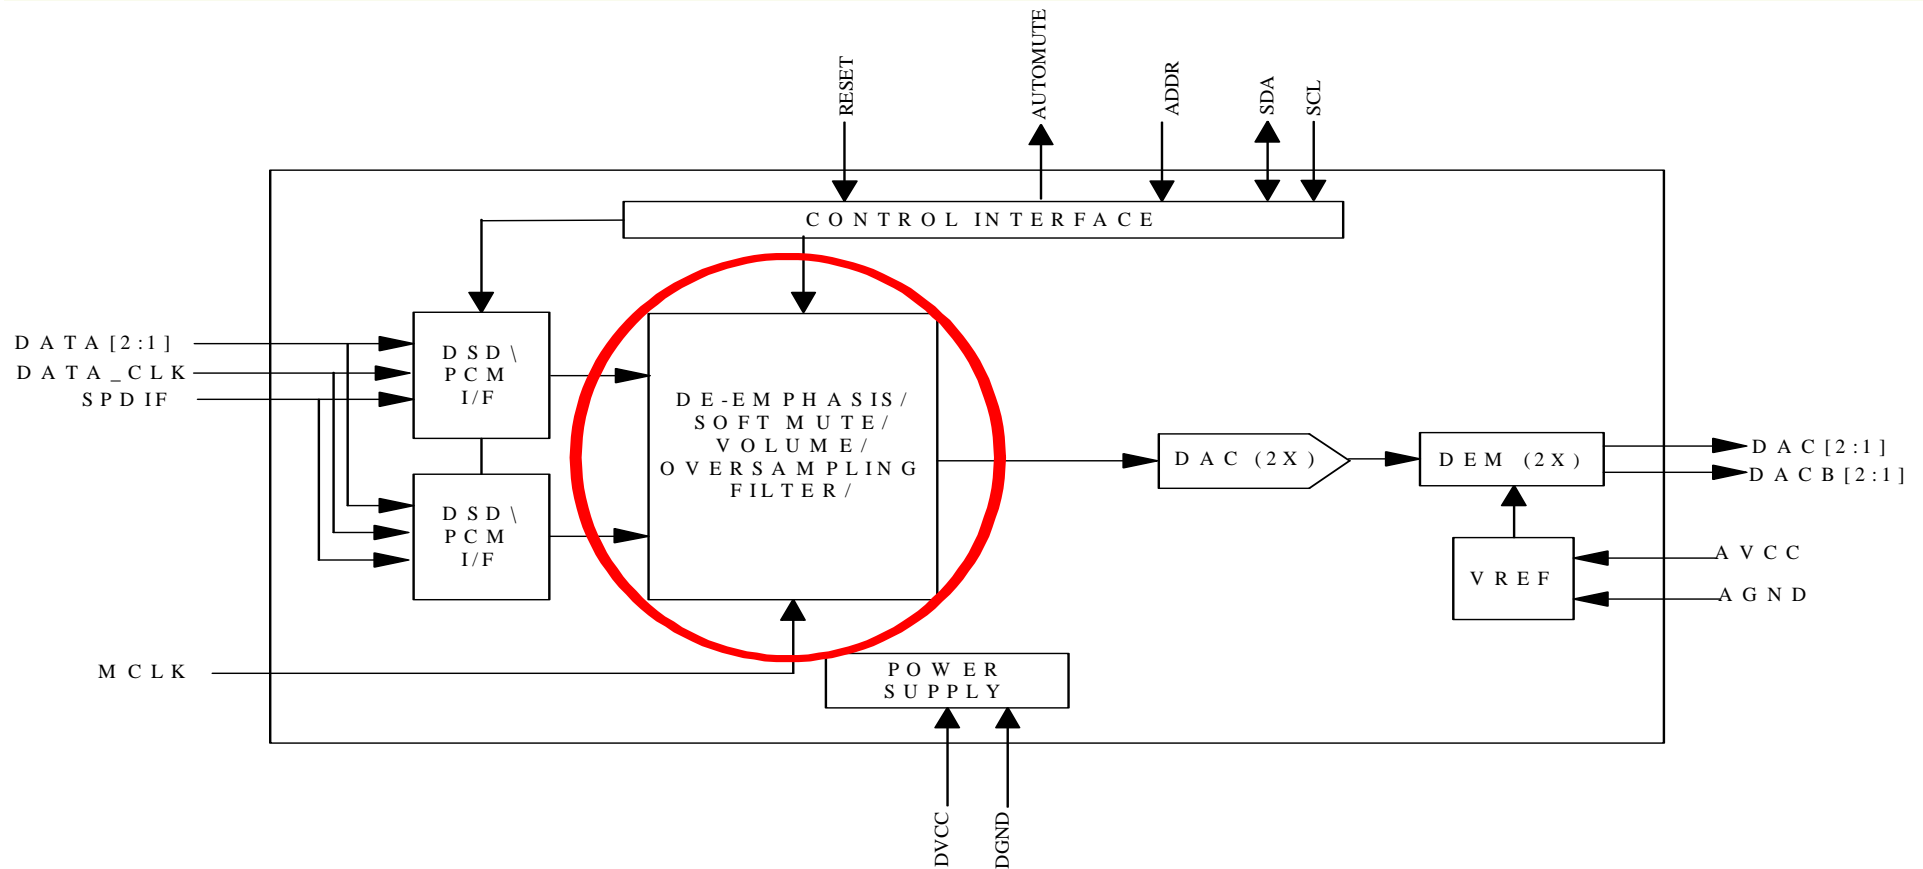 RESET
AUTOMUTE
ADDR
SDA
SCL
CONTROL INTERFACE
DATA[2:1]
DATA_CLK
SPDIF
DSD\
PCM
I/F
DSD\
PCM
I/F
DE-EMPHASIS/
SOFT MUTE/
VOLUME/
OVERSAMPLING
FILTER/
DAC (2X)
DEM (2X)
DAC[2:1]
DACB[2:1]
VREF
AVCC
AGND
MCLK
POWER
SUPPLY
DVCC
DGND